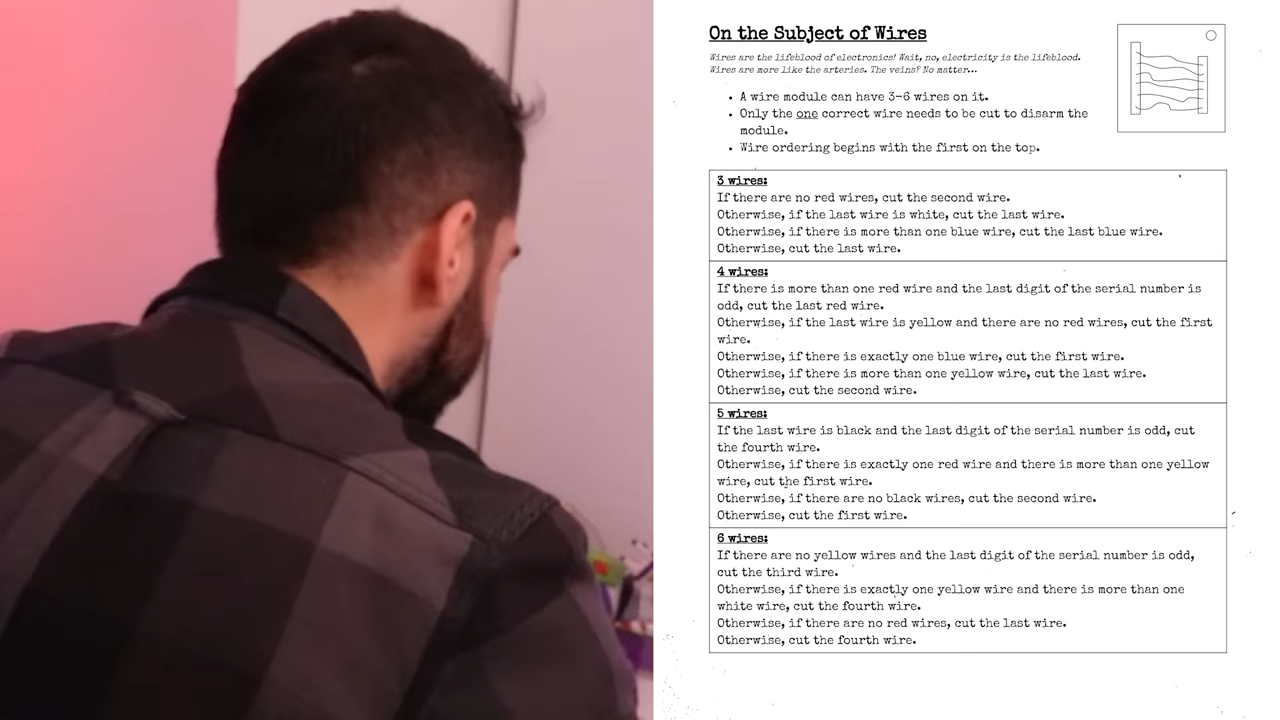 On the Subject of Wires
Wires are the lifeblood of electronics! Wait, no, electricity is the lifeblood.
Wires are more like the arteries. The veins? No matter...
• A wire module can have 3-6 wires on it.
• Only the one correct wire needs to be cut to disarm the
module.
• Wire ordering begins with the first on the top.
3 wires:
If there are no red wires, cut the second wire.
Otherwise, if the last wire is white, cut the last wire.
Otherwise, if there is more than one blue wire, cut the last blue wire.
Otherwise, cut the last wire.
4 wires:
If there is more than one red wire and the last digit of the serial number is
odd, cut the last red wire.
Otherwise, if the last wire is yellow and there are no red wires, cut the first
wire.
Otherwise, if there is exactly one blue wire, cut the first wire.
Otherwise, if there is more than one yellow wire, cut the last wire.
Otherwise, cut the second wire.
5 wires:
If the last wire is black and the last digit of the serial number is odd, cut
the fourth wire.
Otherwise, if there is exactly one red wire and there is more than one yellow
wire, cut the first wire.
Otherwise, if there are no black wires, cut the second wire.
Otherwise, cut the first wire.
6 wires:
If there are no yellow wires and the last digit of the serial number is odd,
cut the third wire.
Otherwise, if there is exactly one yellow wire and there is more than one
white wire, cut the fourth wire.
Otherwise, if there are no red wires, cut the last wire.
Otherwise, cut the fourth wire.